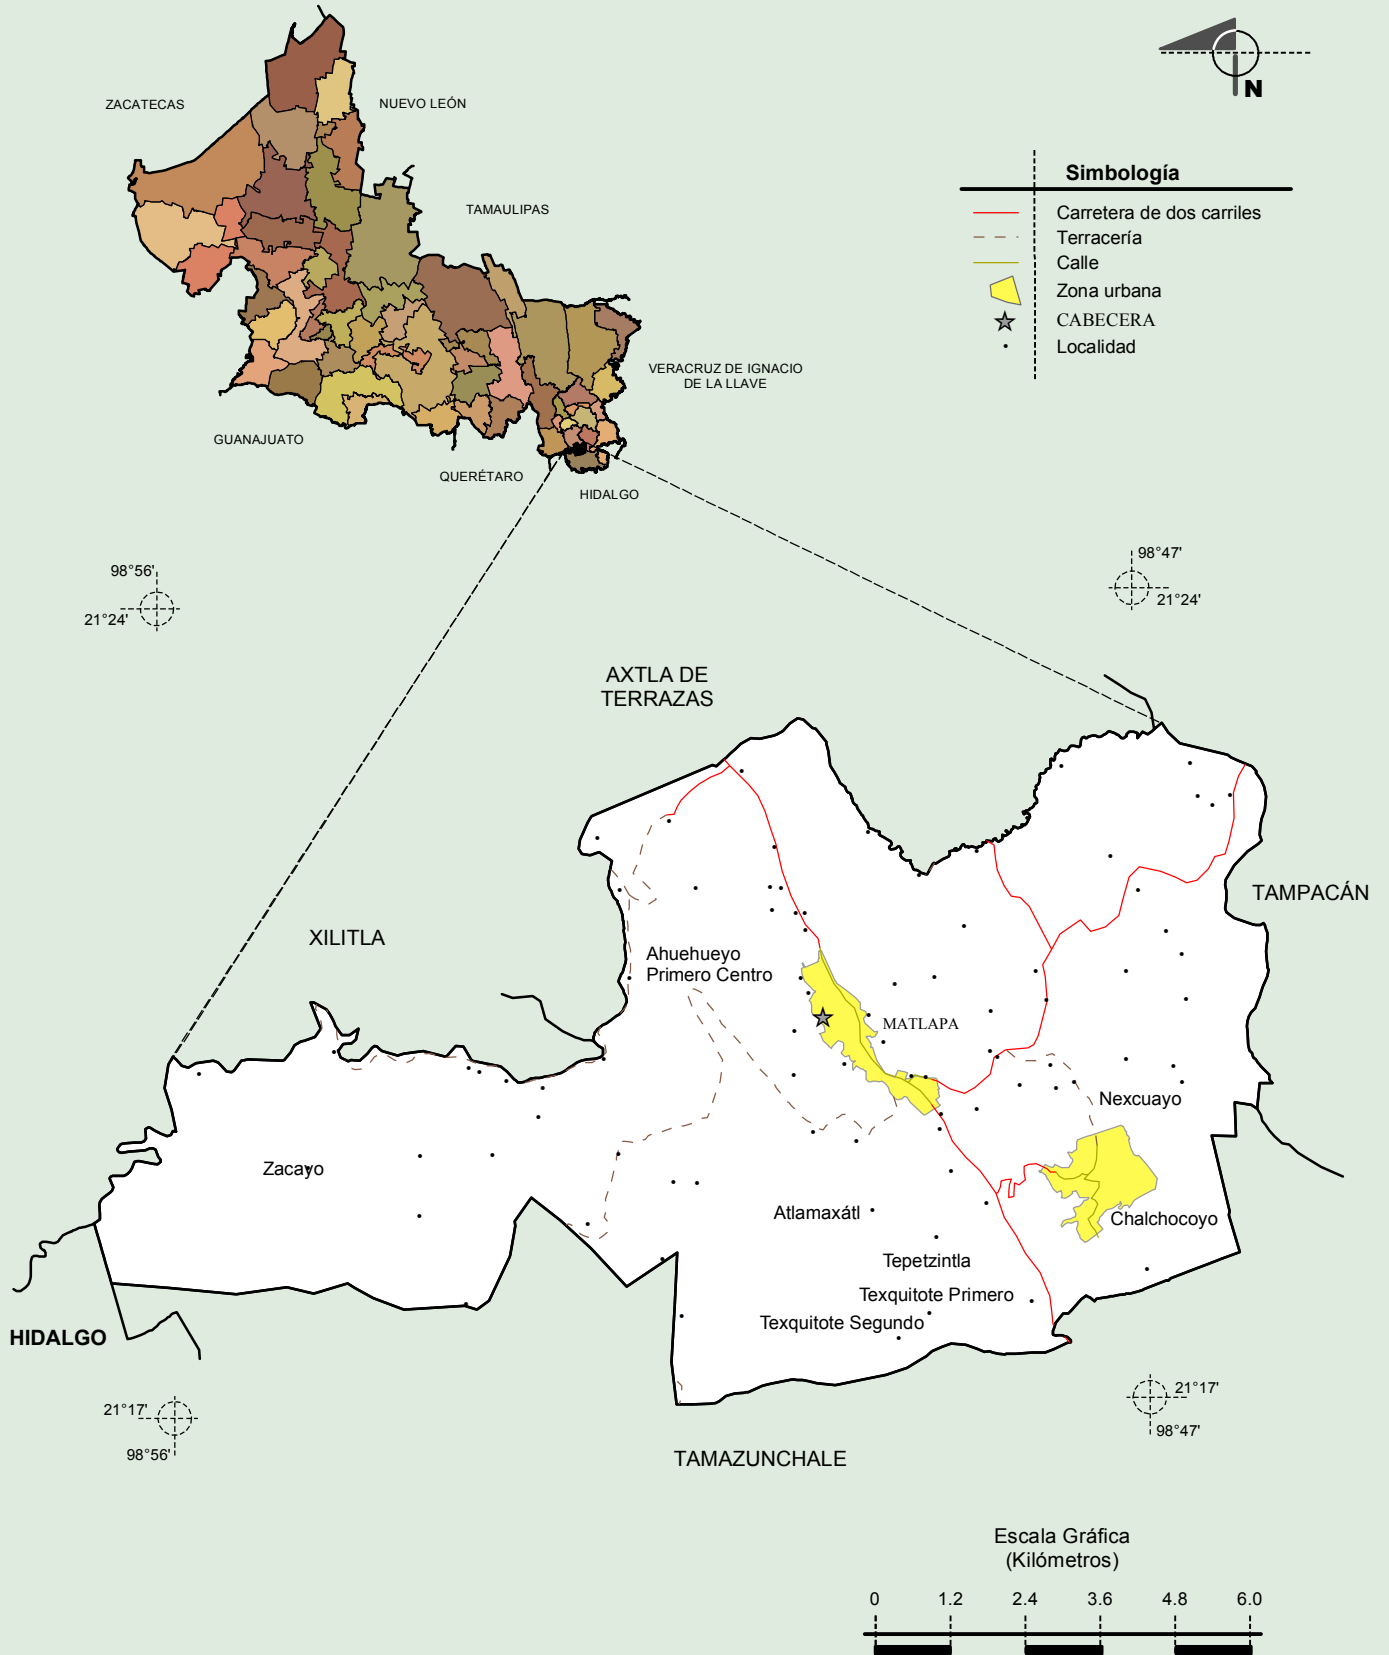 ZACATECAS
NUEVO LEÓN
TAMAULIPAS
VERACRUZ DE IGNACIO
DE LA LLAVE
GUANAJUATO
QUERÉTARO
HIDALGO
N
Simbología
Carretera de dos carriles
Terracería
Calle
Zona urbana
CABECERA
Localidad
98°56'
21°24'
98°47'
21°24'
AXTLA DE
TERRAZAS
XILITLA
TAMPACÁN
Ahuehueyo
Primero Centro
MATLAPA
Nexcuayo
Zacayo
Atlamaxátl
Chalchocoyo
Tepetzintla
Texquitote Primero
Texquitote Segundo
HIDALGO
21°17'
98°56'
21°17'
98°47'
TAMAZUNCHALE
Escala Gráfica
(Kilómetros)
0 1.2 2.4 3.6 4.8 6.0